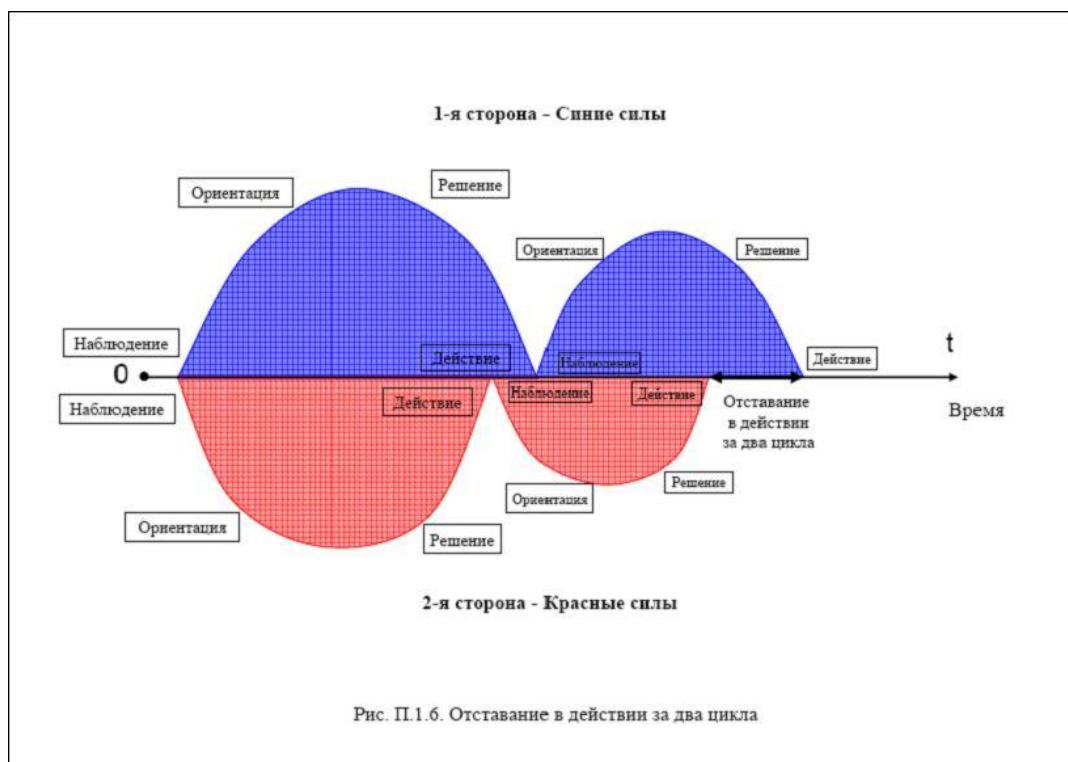 1-я сторона - Синие силы
Ориентация
Решение
Ориентация
Решение
Наблюдение
Действие
Наблюдение
Действие
t
0
Наблюдение
Действие
Наблюдение
Действие
Отставание
в действии
за два цикла
Время
Ориентация
Решение
Ориентация
Решение
2-я сторона - Красные силы
Рис. П.1.6. Отставание в действии за два цикла